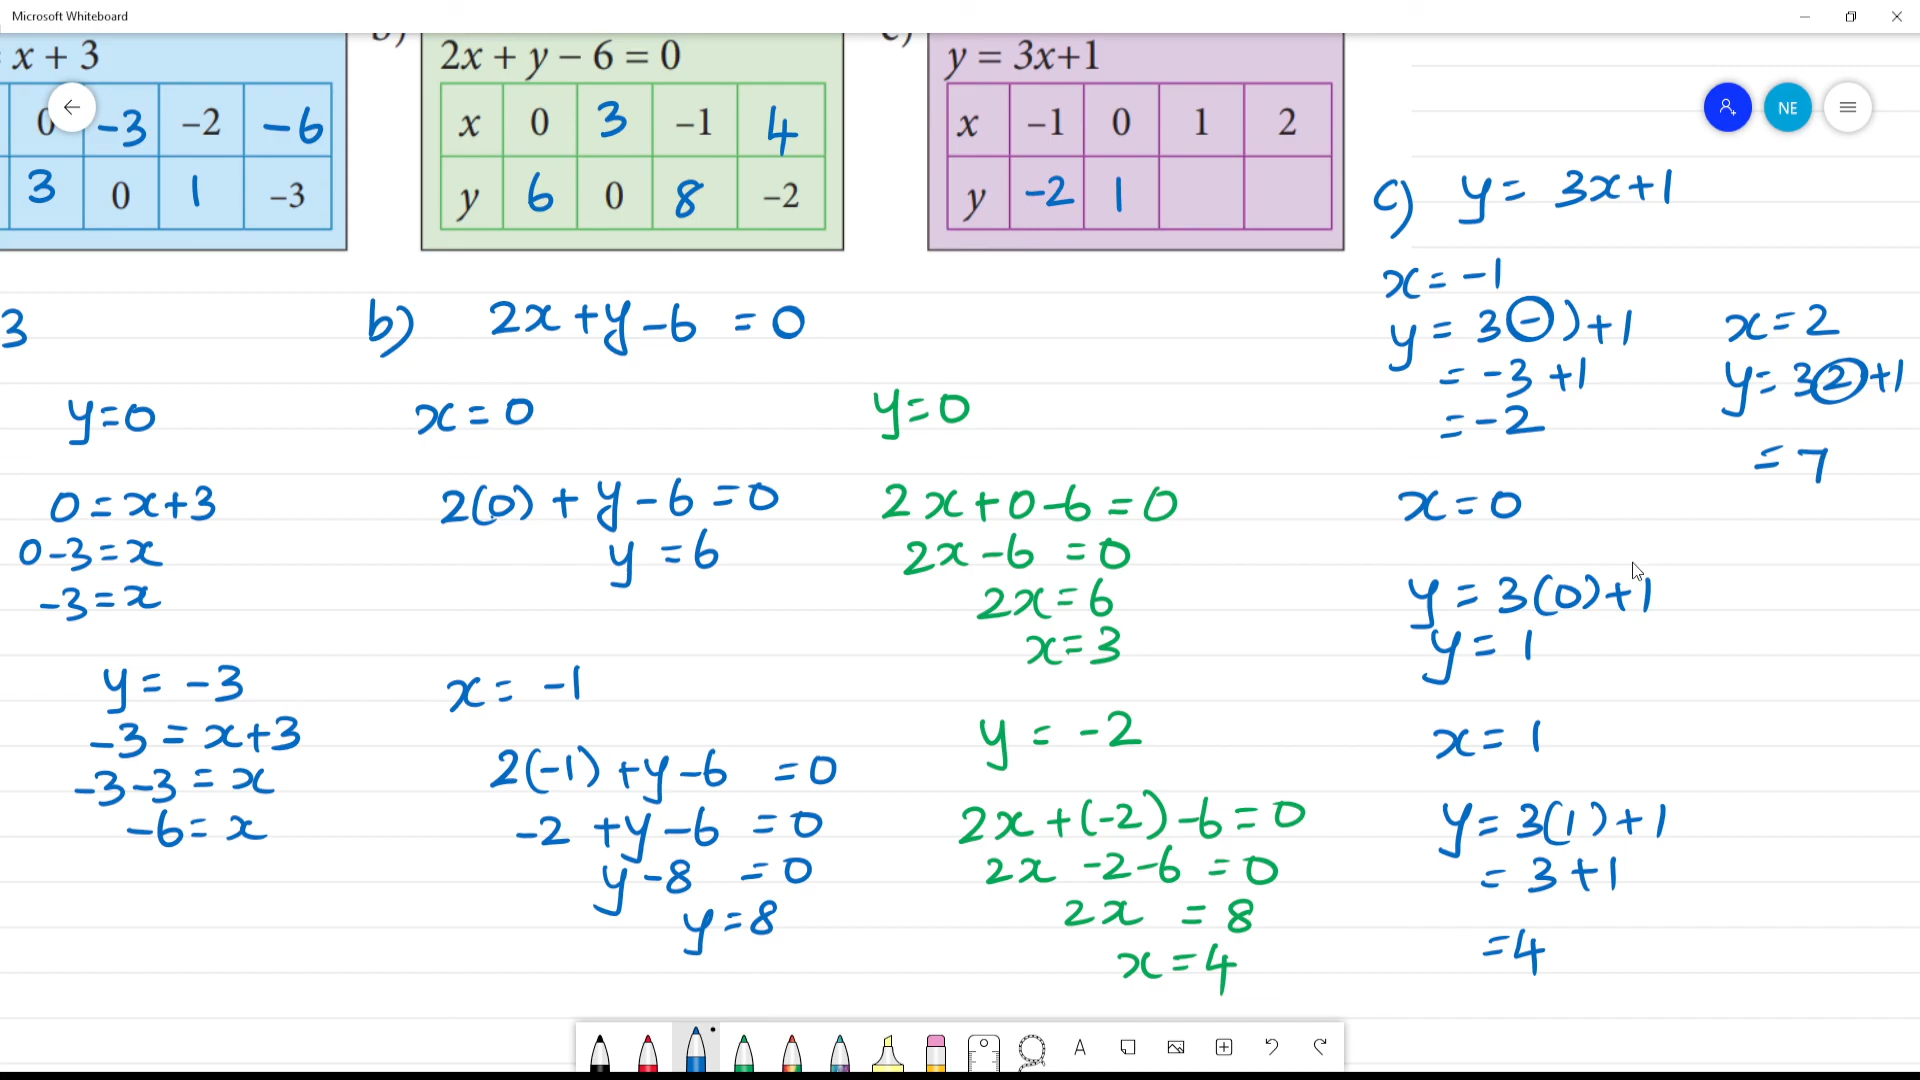 Microsoft Whiteboard
= x + 3
0 -3 -2 -6
3 0 1 -3
b)
2x + y - 6 = 0
x 0 3 -1 4
y 6 0 8 -2
c)
y = 3x+1
x -1 0 1 2
y -2 1
NE
3
y=0
0=x+3
0-3=x
-3=x
y= -3
-3 = x+3
-3-3 = x
-6= x
b) 2x+y-6 =0
x=0
2(0) + y-6=0
y =6
x= -1
2(-1) +y-6 =0
-2 +y-6 =0
y-8 =0
y=8
y=0
2x+0-6=0
2x-6 =0
2x=6
x=3
y = -2
2x+(-2)-6=0
2x -2-6 =0
2x =8
x=4
c) y= 3x+1
x=-1
y = 3(-)+1
= -3+1
=-2
x=0
y=3(0)+1
y= 1
x= 1
y=3(1)+1
= 3+1
=4
x=2
y=3(2)+1
=7
A